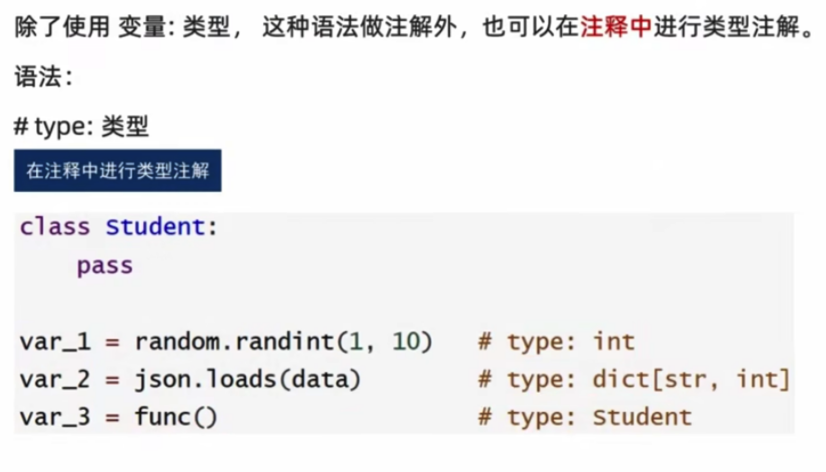 除了使用 变量: 类型， 这种语法做注解外，也可以在注释中进行类型注解。
语法：
# type: 类型
在注释中进行类型注解
class Student:
    pass
var_1 = random.randint(1, 10)   # type: int
var_2 = json.loads(data)        # type: dict[str, int]
var_3 = func()                  # type: Student